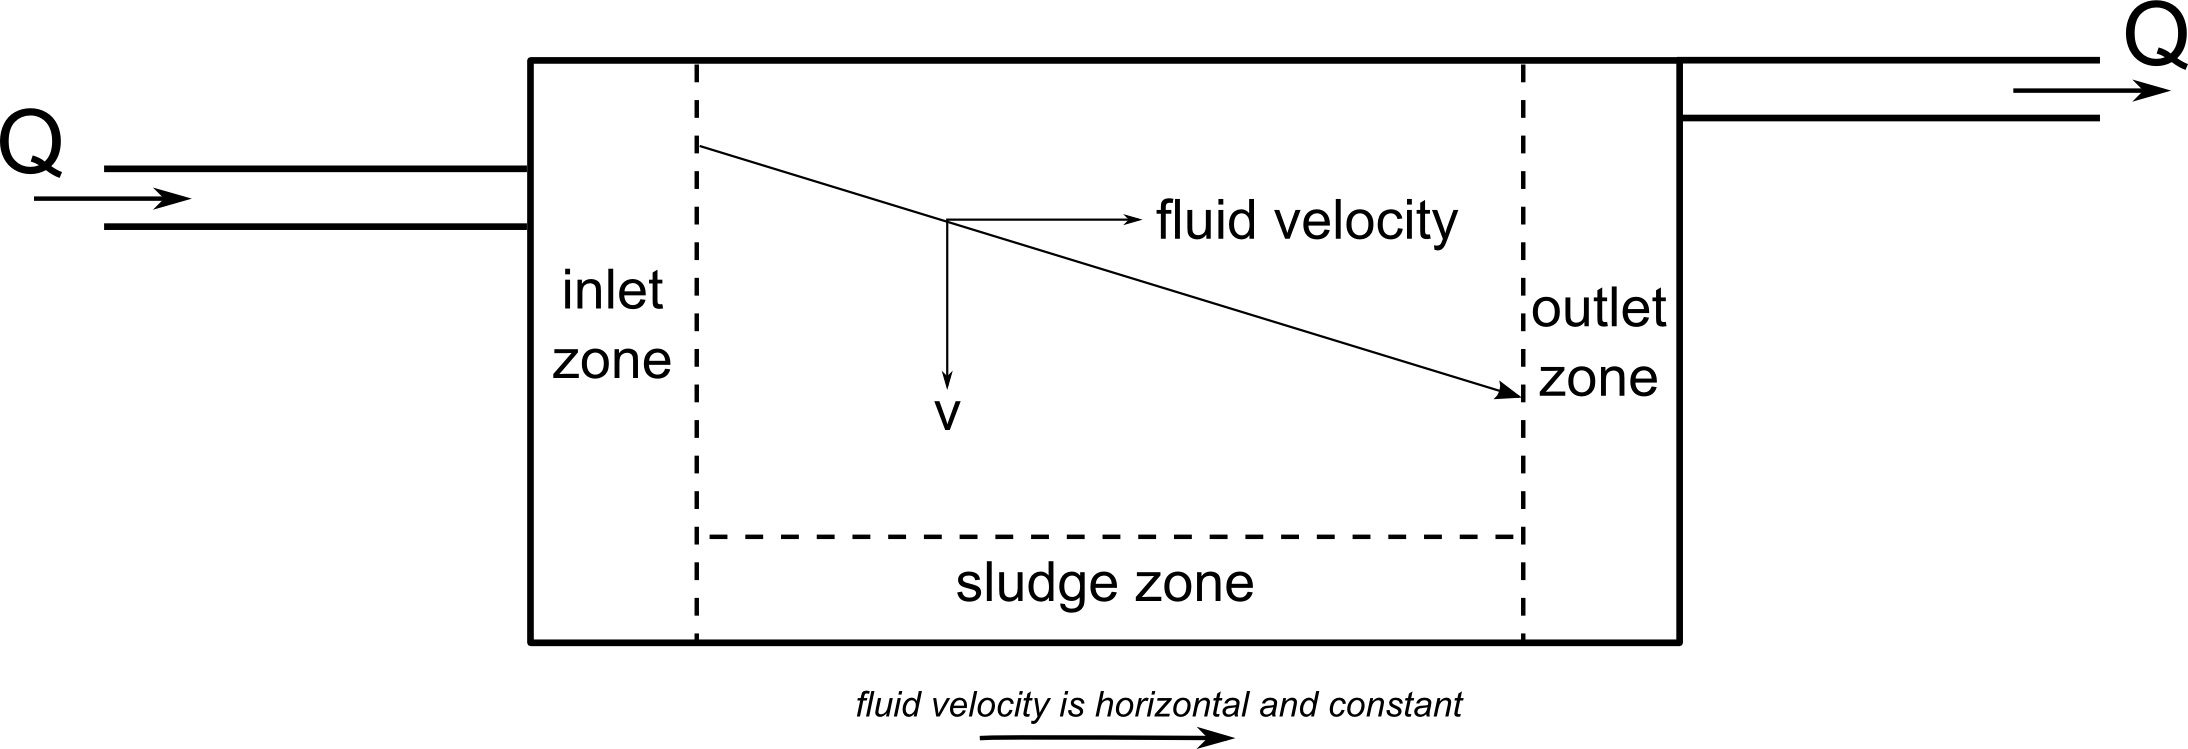 Q
Q
fluid velocity
inlet
zone
outlet
zone
v
sludge zone
fluid velocity is horizontal and constant